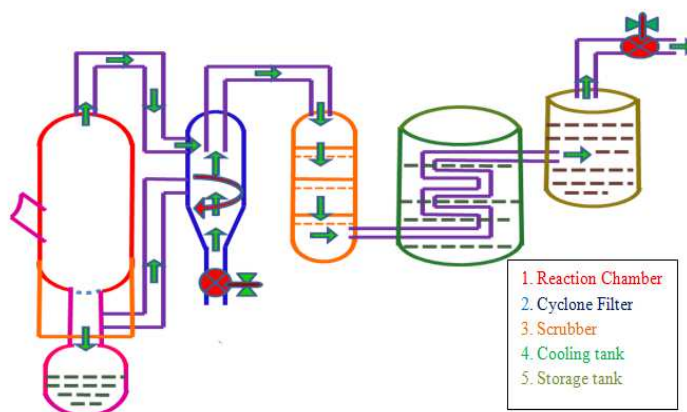 1. Reaction Chamber
2. Cyclone Filter
3. Scrubber
4. Cooling tank
5. Storage tank